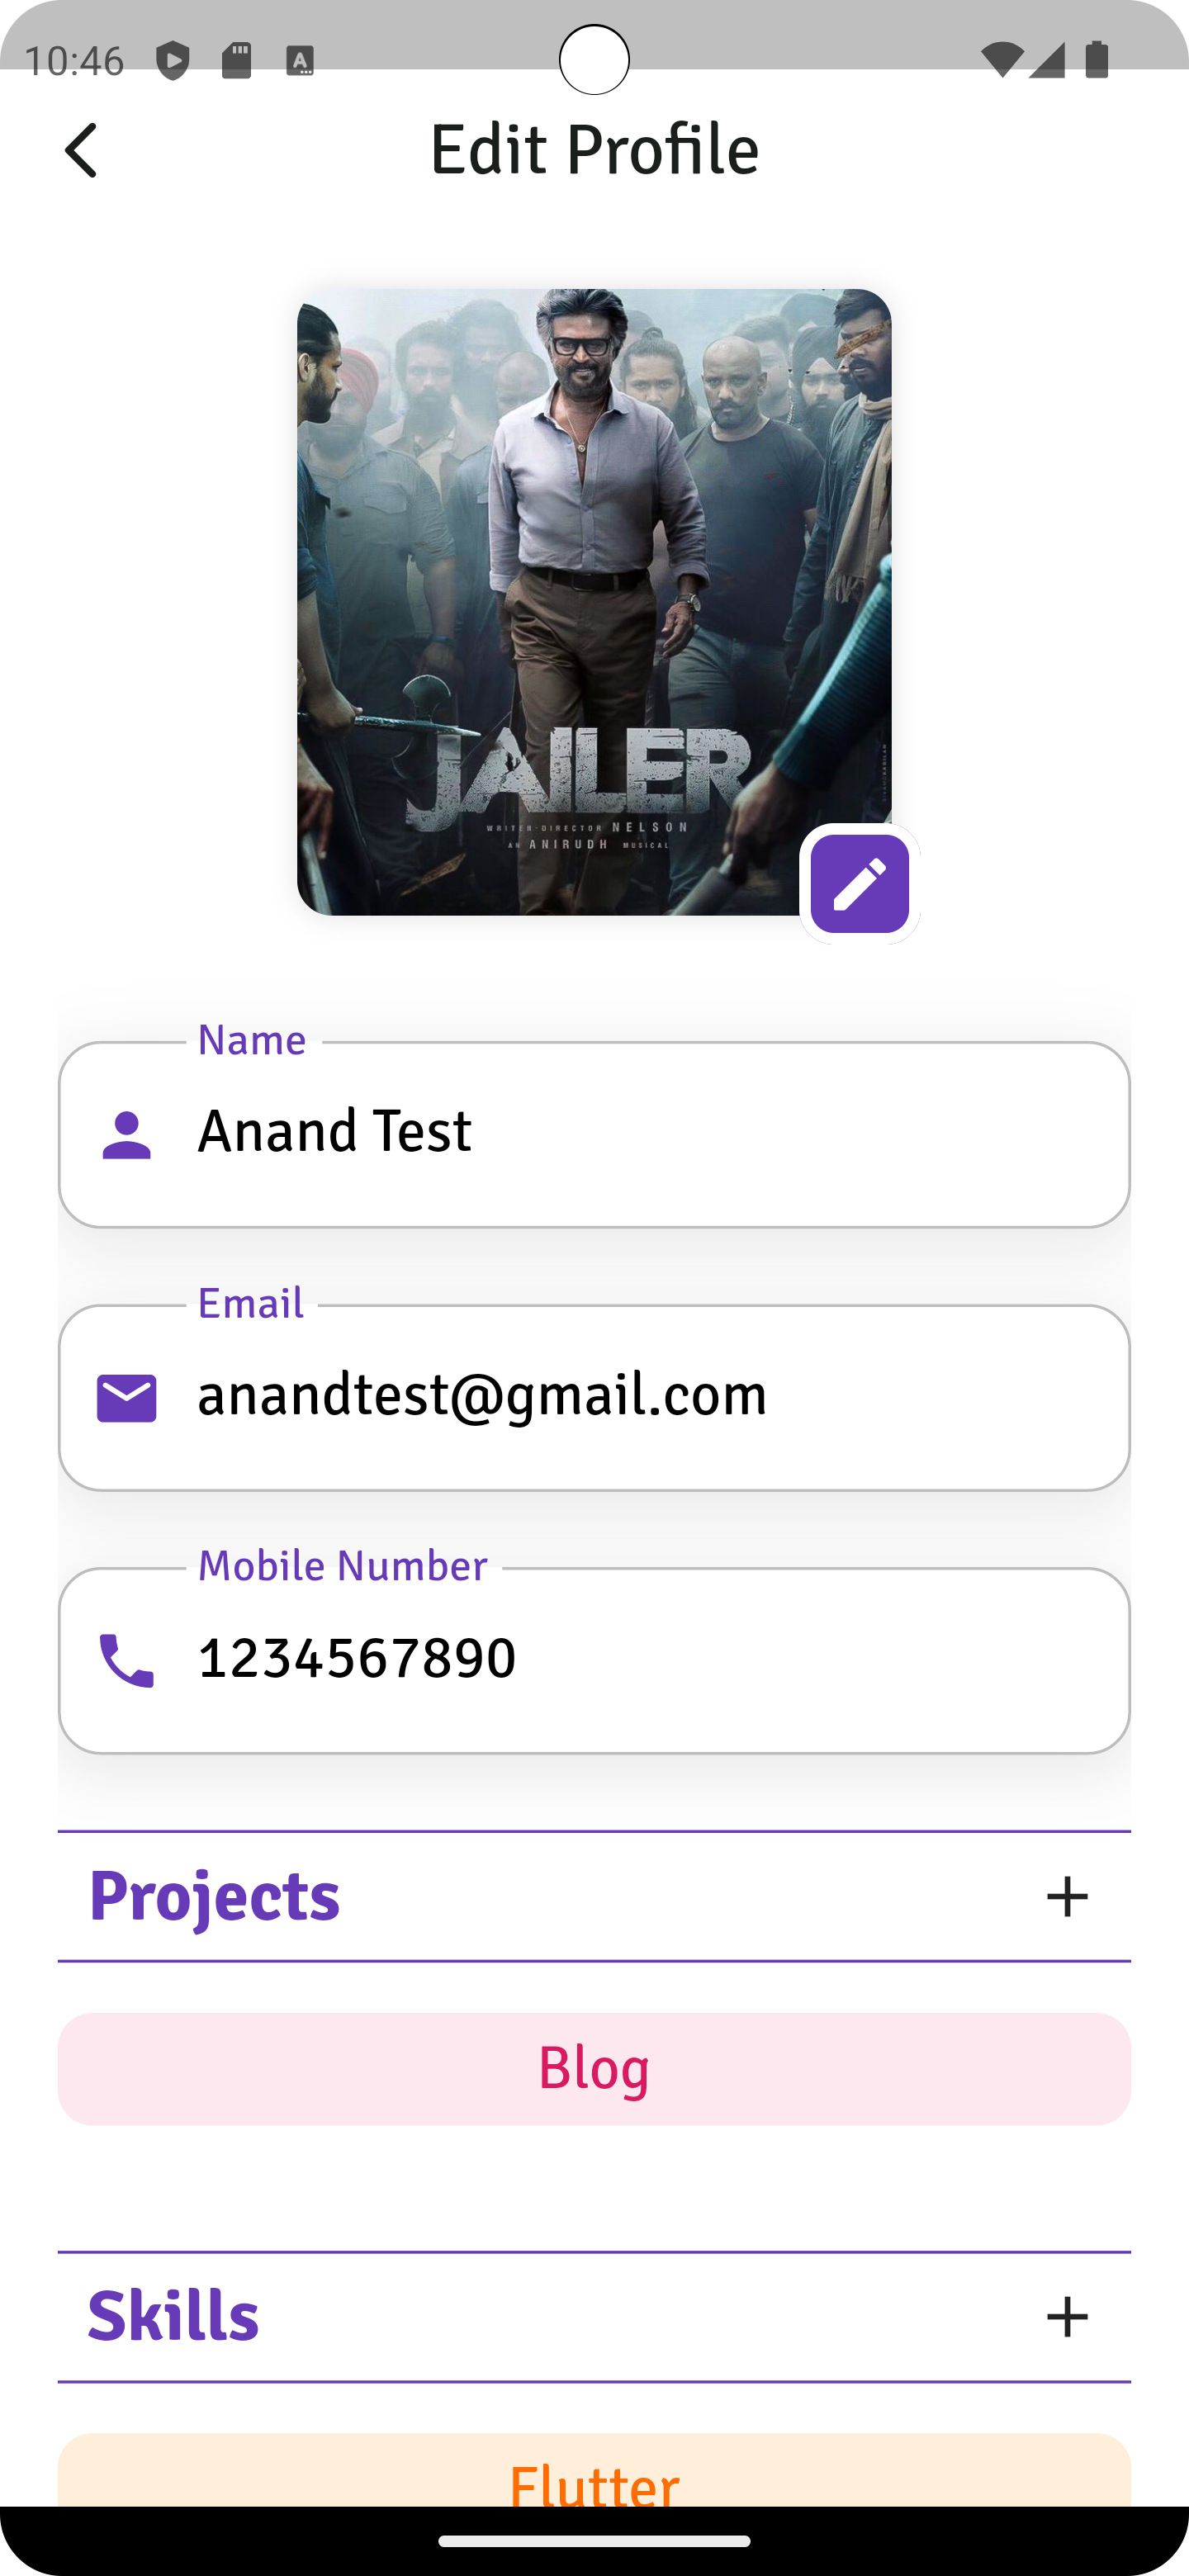 10:46
Edit Profile
JAILER
WRITER·DIRECTOR NELSON
AN ANIRUDH MUSICAL
Name
Anand Test
Email
anandtest@gmail.com
Mobile Number
1234567890
Projects
Blog
Skills
Flutter